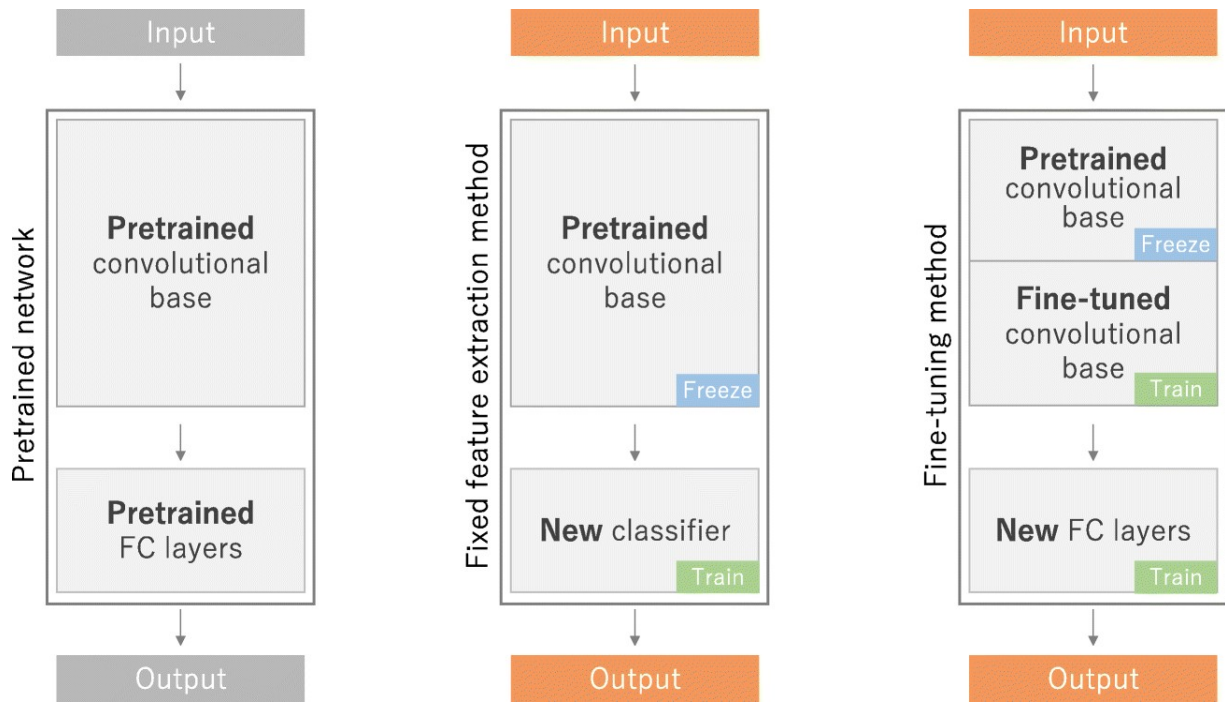 Pretrained network
Input
Pretrained
convolutional
base
Pretrained
FC layers
Output
Fixed feature extraction method
Input
Pretrained
convolutional
base
Freeze
New classifier
Train
Output
Fine-tuning method
Input
Pretrained
convolutional
base
Freeze
Fine-tuned
convolutional
base
Train
New FC layers
Train
Output